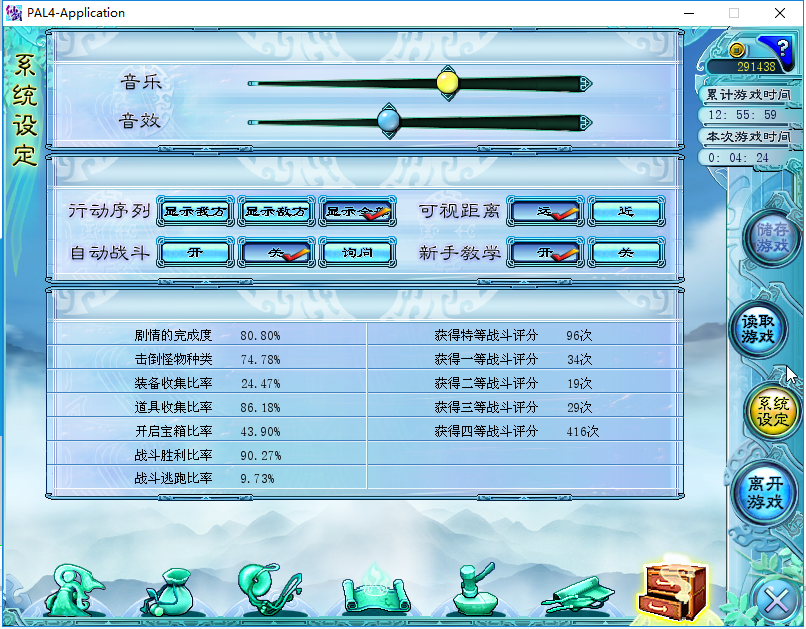 PAL4-Application
系统设定
291438
累计游戏时间
12: 55: 59
本次游戏时间
0: 04: 24
音乐
音效
行动序列 显示我方 显示敌方 显示全部 可视距离 远 近
自动战斗 开 关 询问 新手教学 开 关
剧情的完成度 80.80% 获得特等战斗评分 96次
击倒怪物种类 74.78% 获得一等战斗评分 34次
装备收集比率 24.47% 获得二等战斗评分 19次
道具收集比率 86.18% 获得三等战斗评分 29次
开启宝箱比率 43.90% 获得四等战斗评分 416次
战斗胜利比率 90.27%
战斗逃跑比率 9.73%
储存
游戏
读取
游戏
系统
设定
离开
游戏